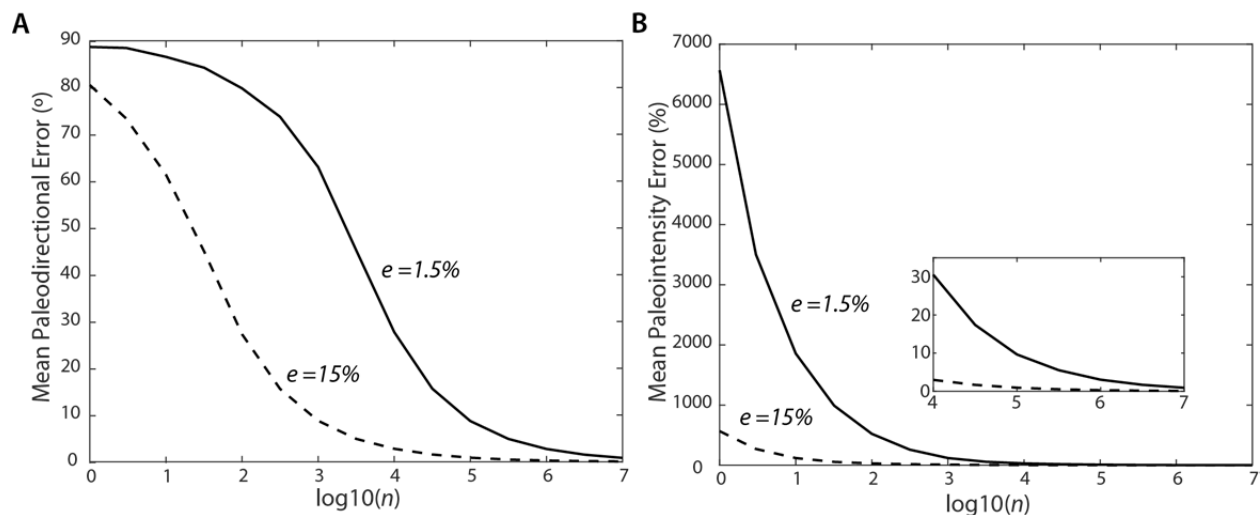 A
Mean Paleodirectional Error (º)
90
80
70
60
50
40
30
20
10
0
0 1 2 3 4 5 6 7
log10(n)
e=1.5%
e=15%
B
Mean Paleointensity Error (%)
7000
6000
5000
4000
3000
2000
1000
0
0 1 2 3 4 5 6 7
log10(n)
e=1.5%
e=15%
30
20
10
0
4 5 6 7